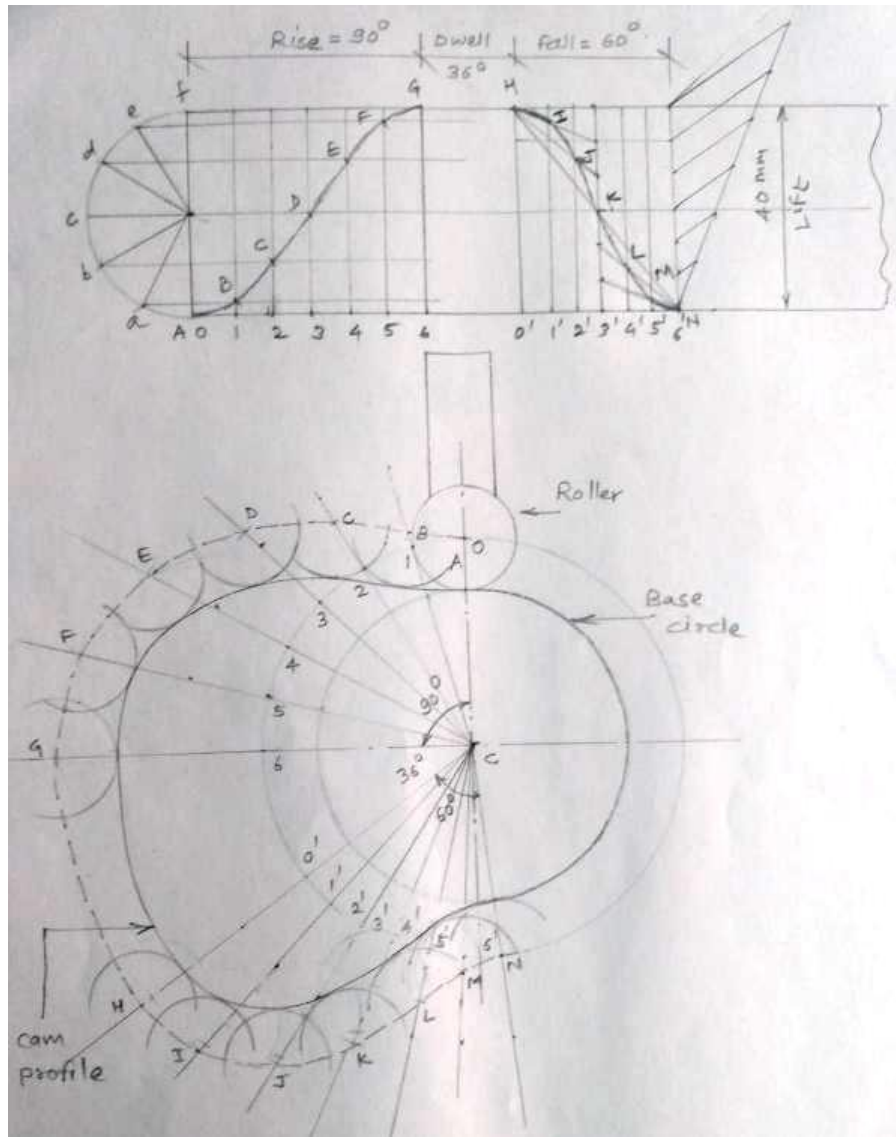 Rise = 90° Dwell 36° Fall = 60°
f G H
e F I
d E J
c D K 40 mm Lift
b C L
a B M
A 0 1 2 3 4 5 6 0' 1' 2' 3' 4' 5' 6' N
Roller
D C B O
1 A
E 2
3 Base circle
F 4
5 90°
G 6 36° C
60°
0'
1'
2' 3' 4' 5' 6'
N
H M
L
cam profile I J K